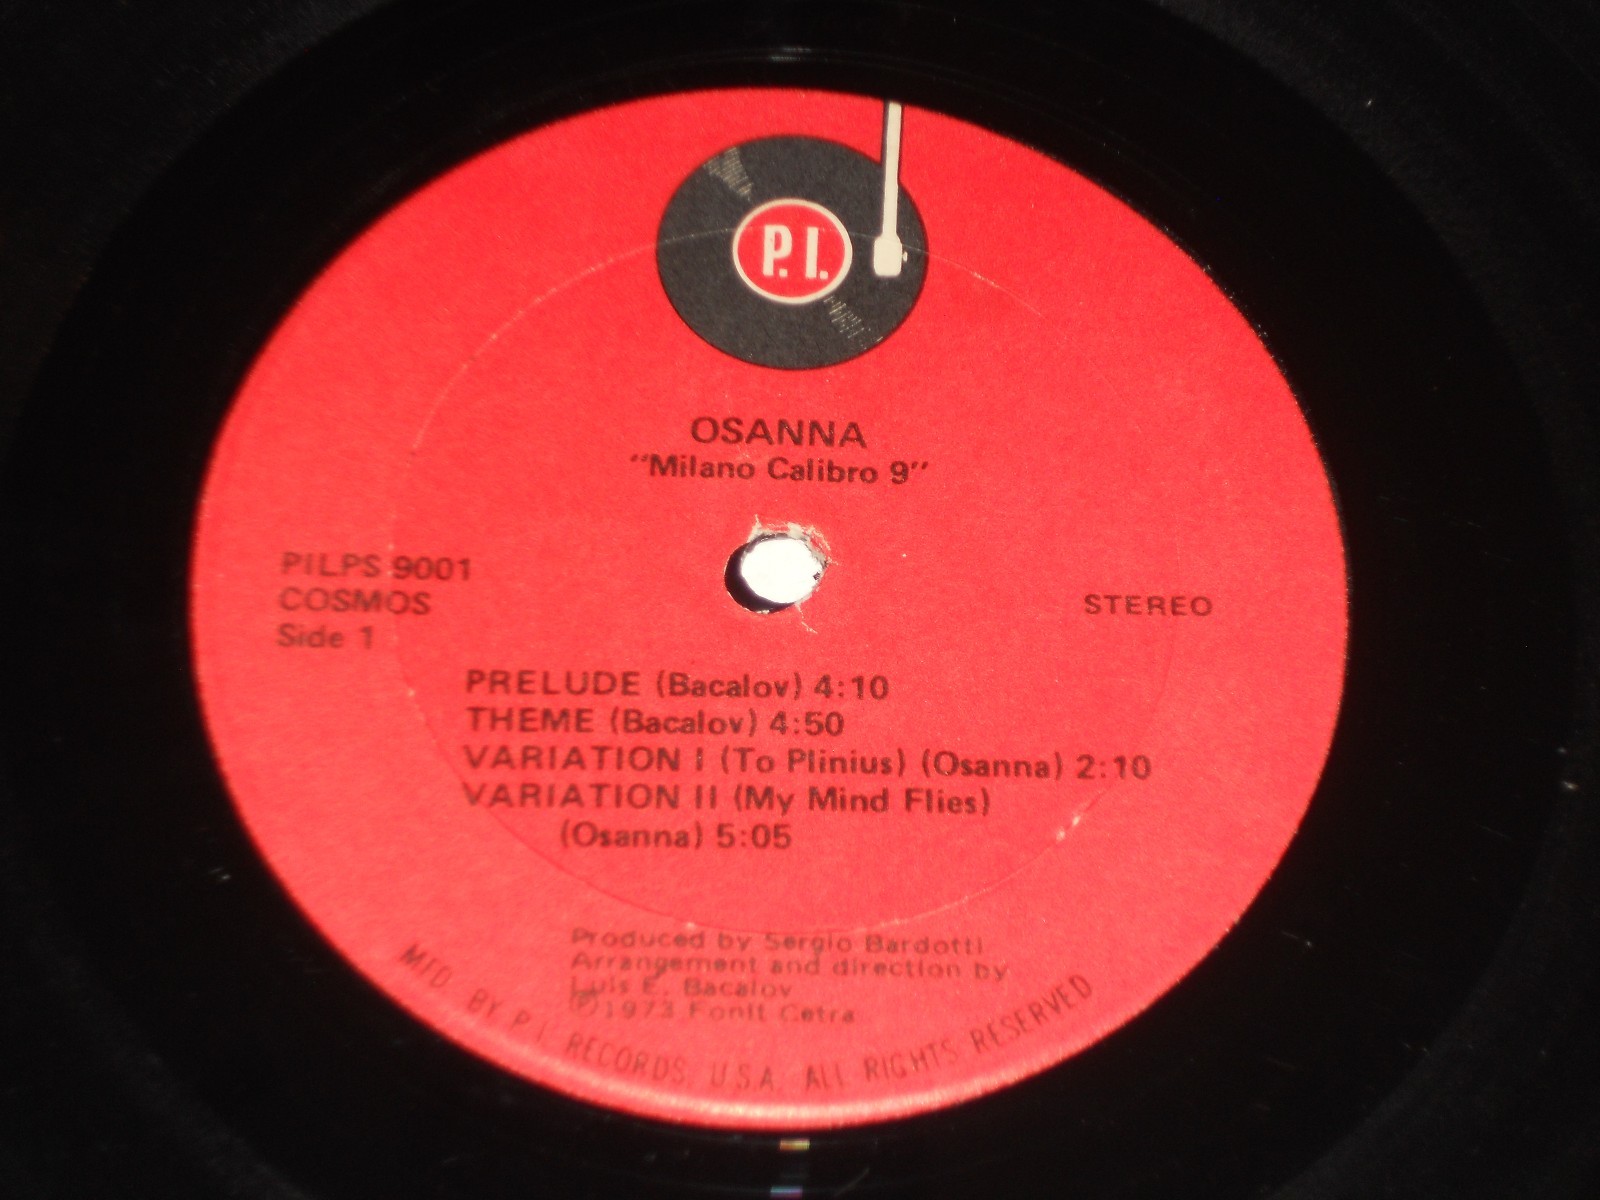 P.I.
OSANNA
"Milano Calibro 9"
PILPS 9001
COSMOS
Side 1
STEREO
PRELUDE (Bacalov) 4:10
THEME (Bacalov) 4:50
VARIATION I (To Plinius) (Osanna) 2:10
VARIATION II (My Mind Flies)
(Osanna) 5:05
Produced by Sergio Bardotti
Arrangement and direction by
Luis E. Bacalov
℗1973 Fonit Cetra
MFD. BY P.I. RECORDS, U.S.A. ALL RIGHTS RESERVED